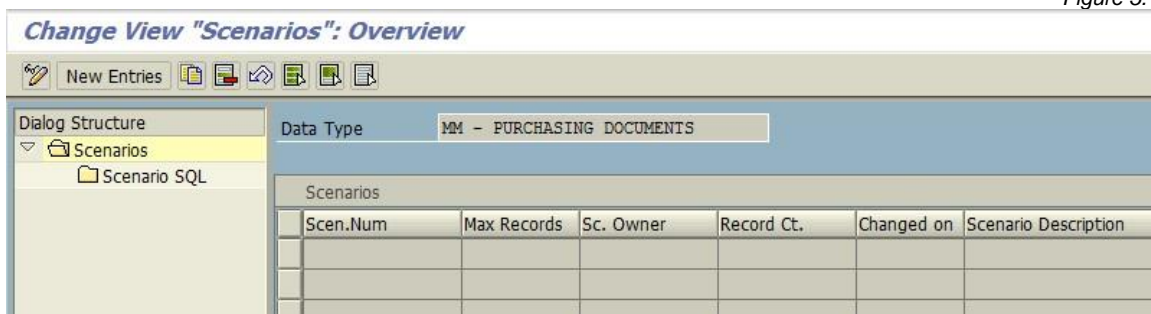 Figure 3.
Change View "Scenarios": Overview
New Entries
Dialog Structure
Scenarios
Scenario SQL
Data Type MM - PURCHASING DOCUMENTS
Scenarios
Scen.Num Max Records Sc. Owner Record Ct. Changed on Scenario Description